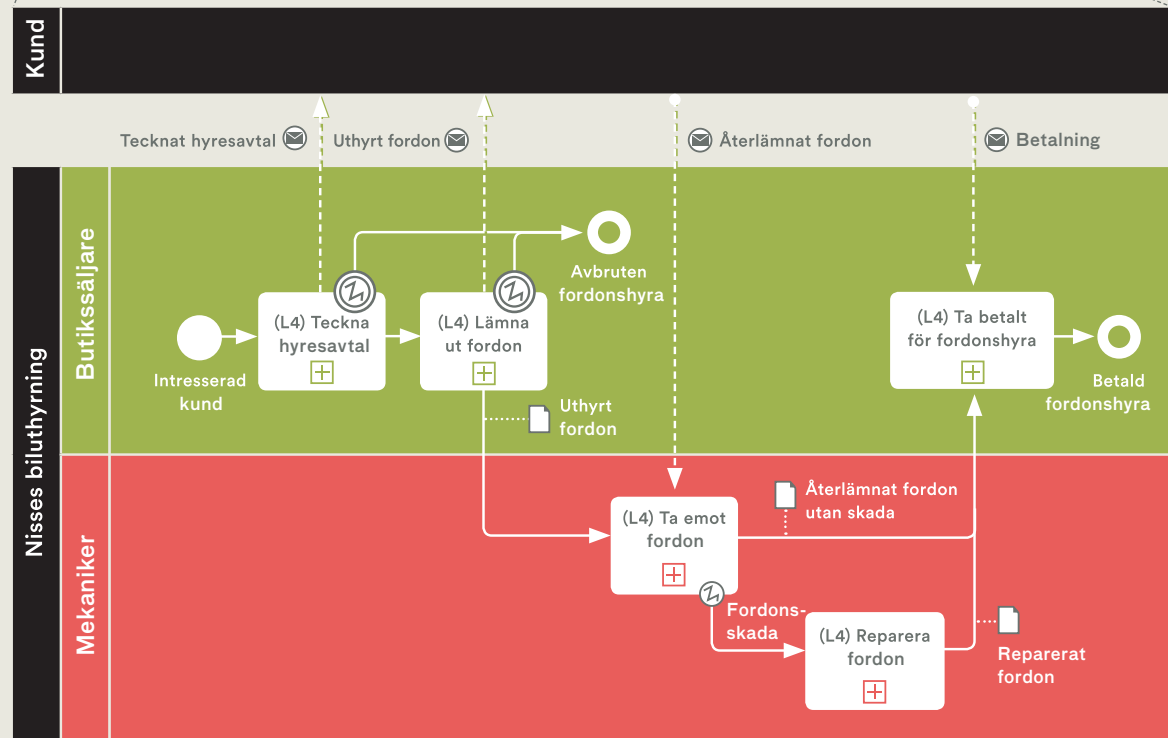 Kund
Tecknat hyresavtal
Uthyrt fordon
Återlämnat fordon
Betalning
Nisses biluthyrning
Butikssäljare
Intresserad
kund
(L4) Teckna
hyresavtal
(L4) Lämna
ut fordon
Avbruten
fordonshyra
Uthyrt
fordon
(L4) Ta betalt
för fordonshyra
Betald
fordonshyra
Mekaniker
(L4) Ta emot
fordon
Återlämnat fordon
utan skada
Fordons-
skada
(L4) Reparera
fordon
Reparerat
fordon